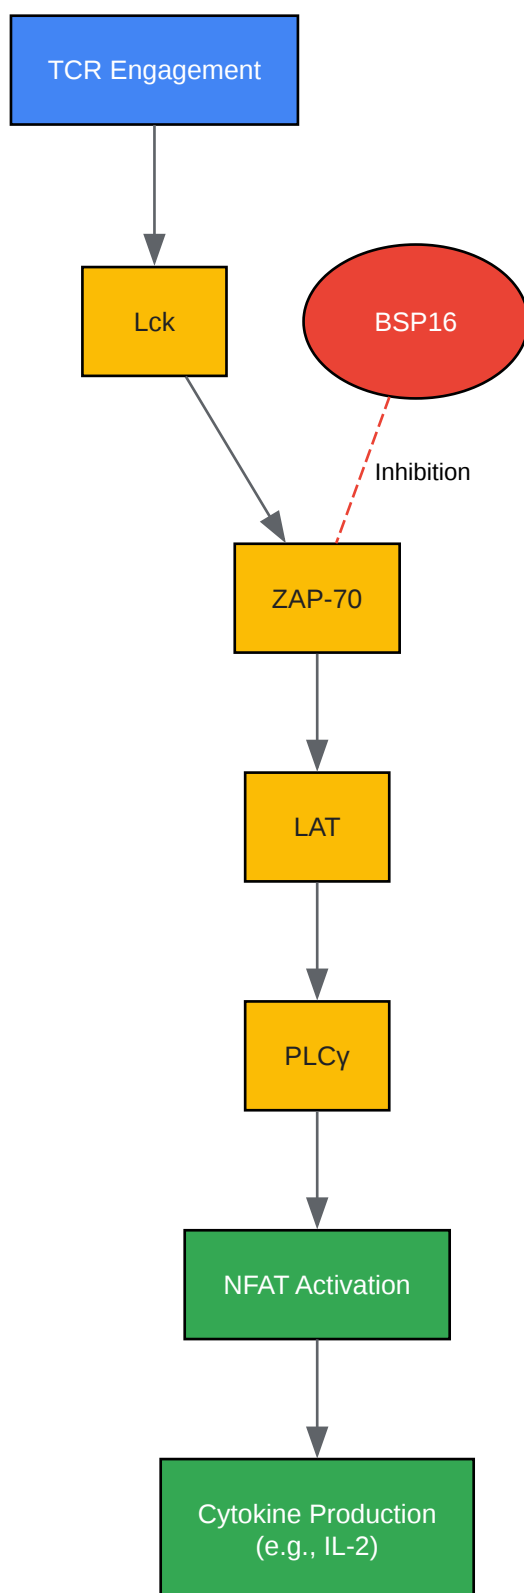 TCR Engagement
Lck
BSP16
Inhibition
ZAP-70
LAT
PLCγ
NFAT Activation
Cytokine Production
(e.g., IL-2)